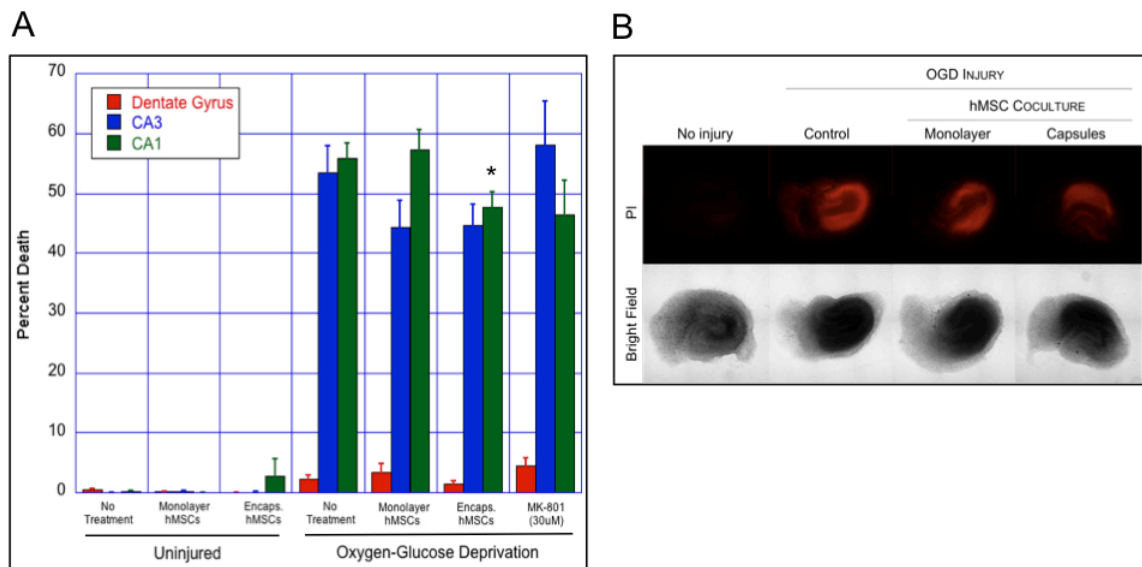 A
70
60
50
40
30
20
10
0
Percent Death
Dentate Gyrus
CA3
CA1
*
No Treatment
Monolayer hMSCs
Encaps. hMSCs
No Treatment
Monolayer hMSCs
Encaps. hMSCs
MK-801 (30uM)
Uninjured
Oxygen-Glucose Deprivation
B
OGD INJURY
hMSC COCULTURE
No injury
Control
Monolayer
Capsules
PI
Bright Field